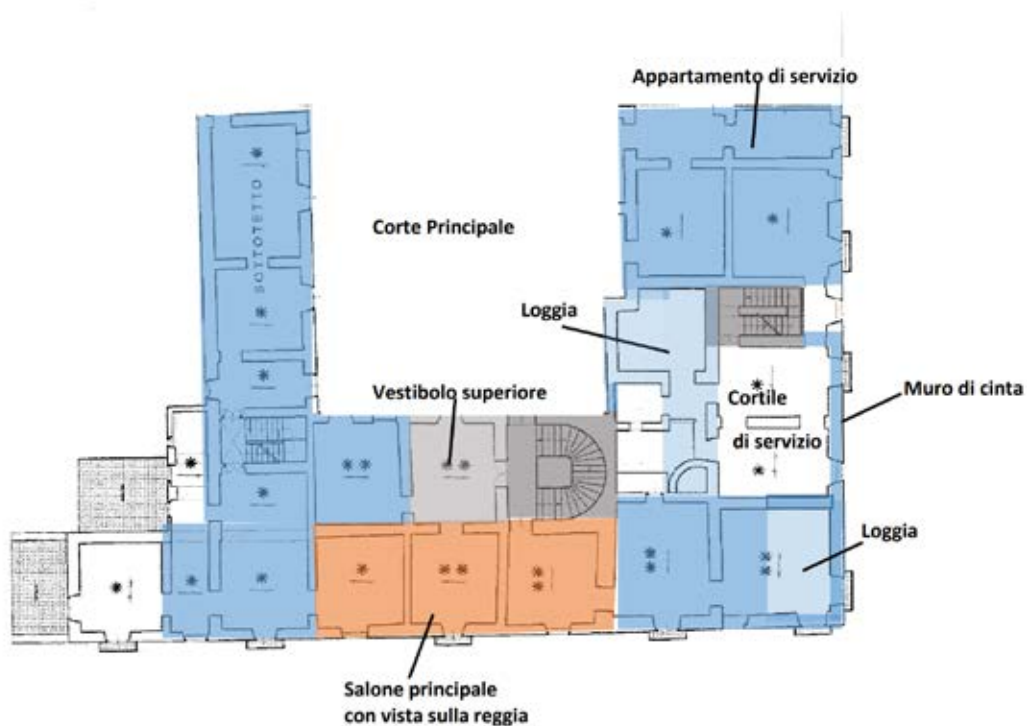 Appartamento di servizio
SOTTOTETTO
Corte Principale
Loggia
Vestibolo superiore
Muro di cinta
Cortile
di servizio
Loggia
Salone principale
con vista sulla reggia